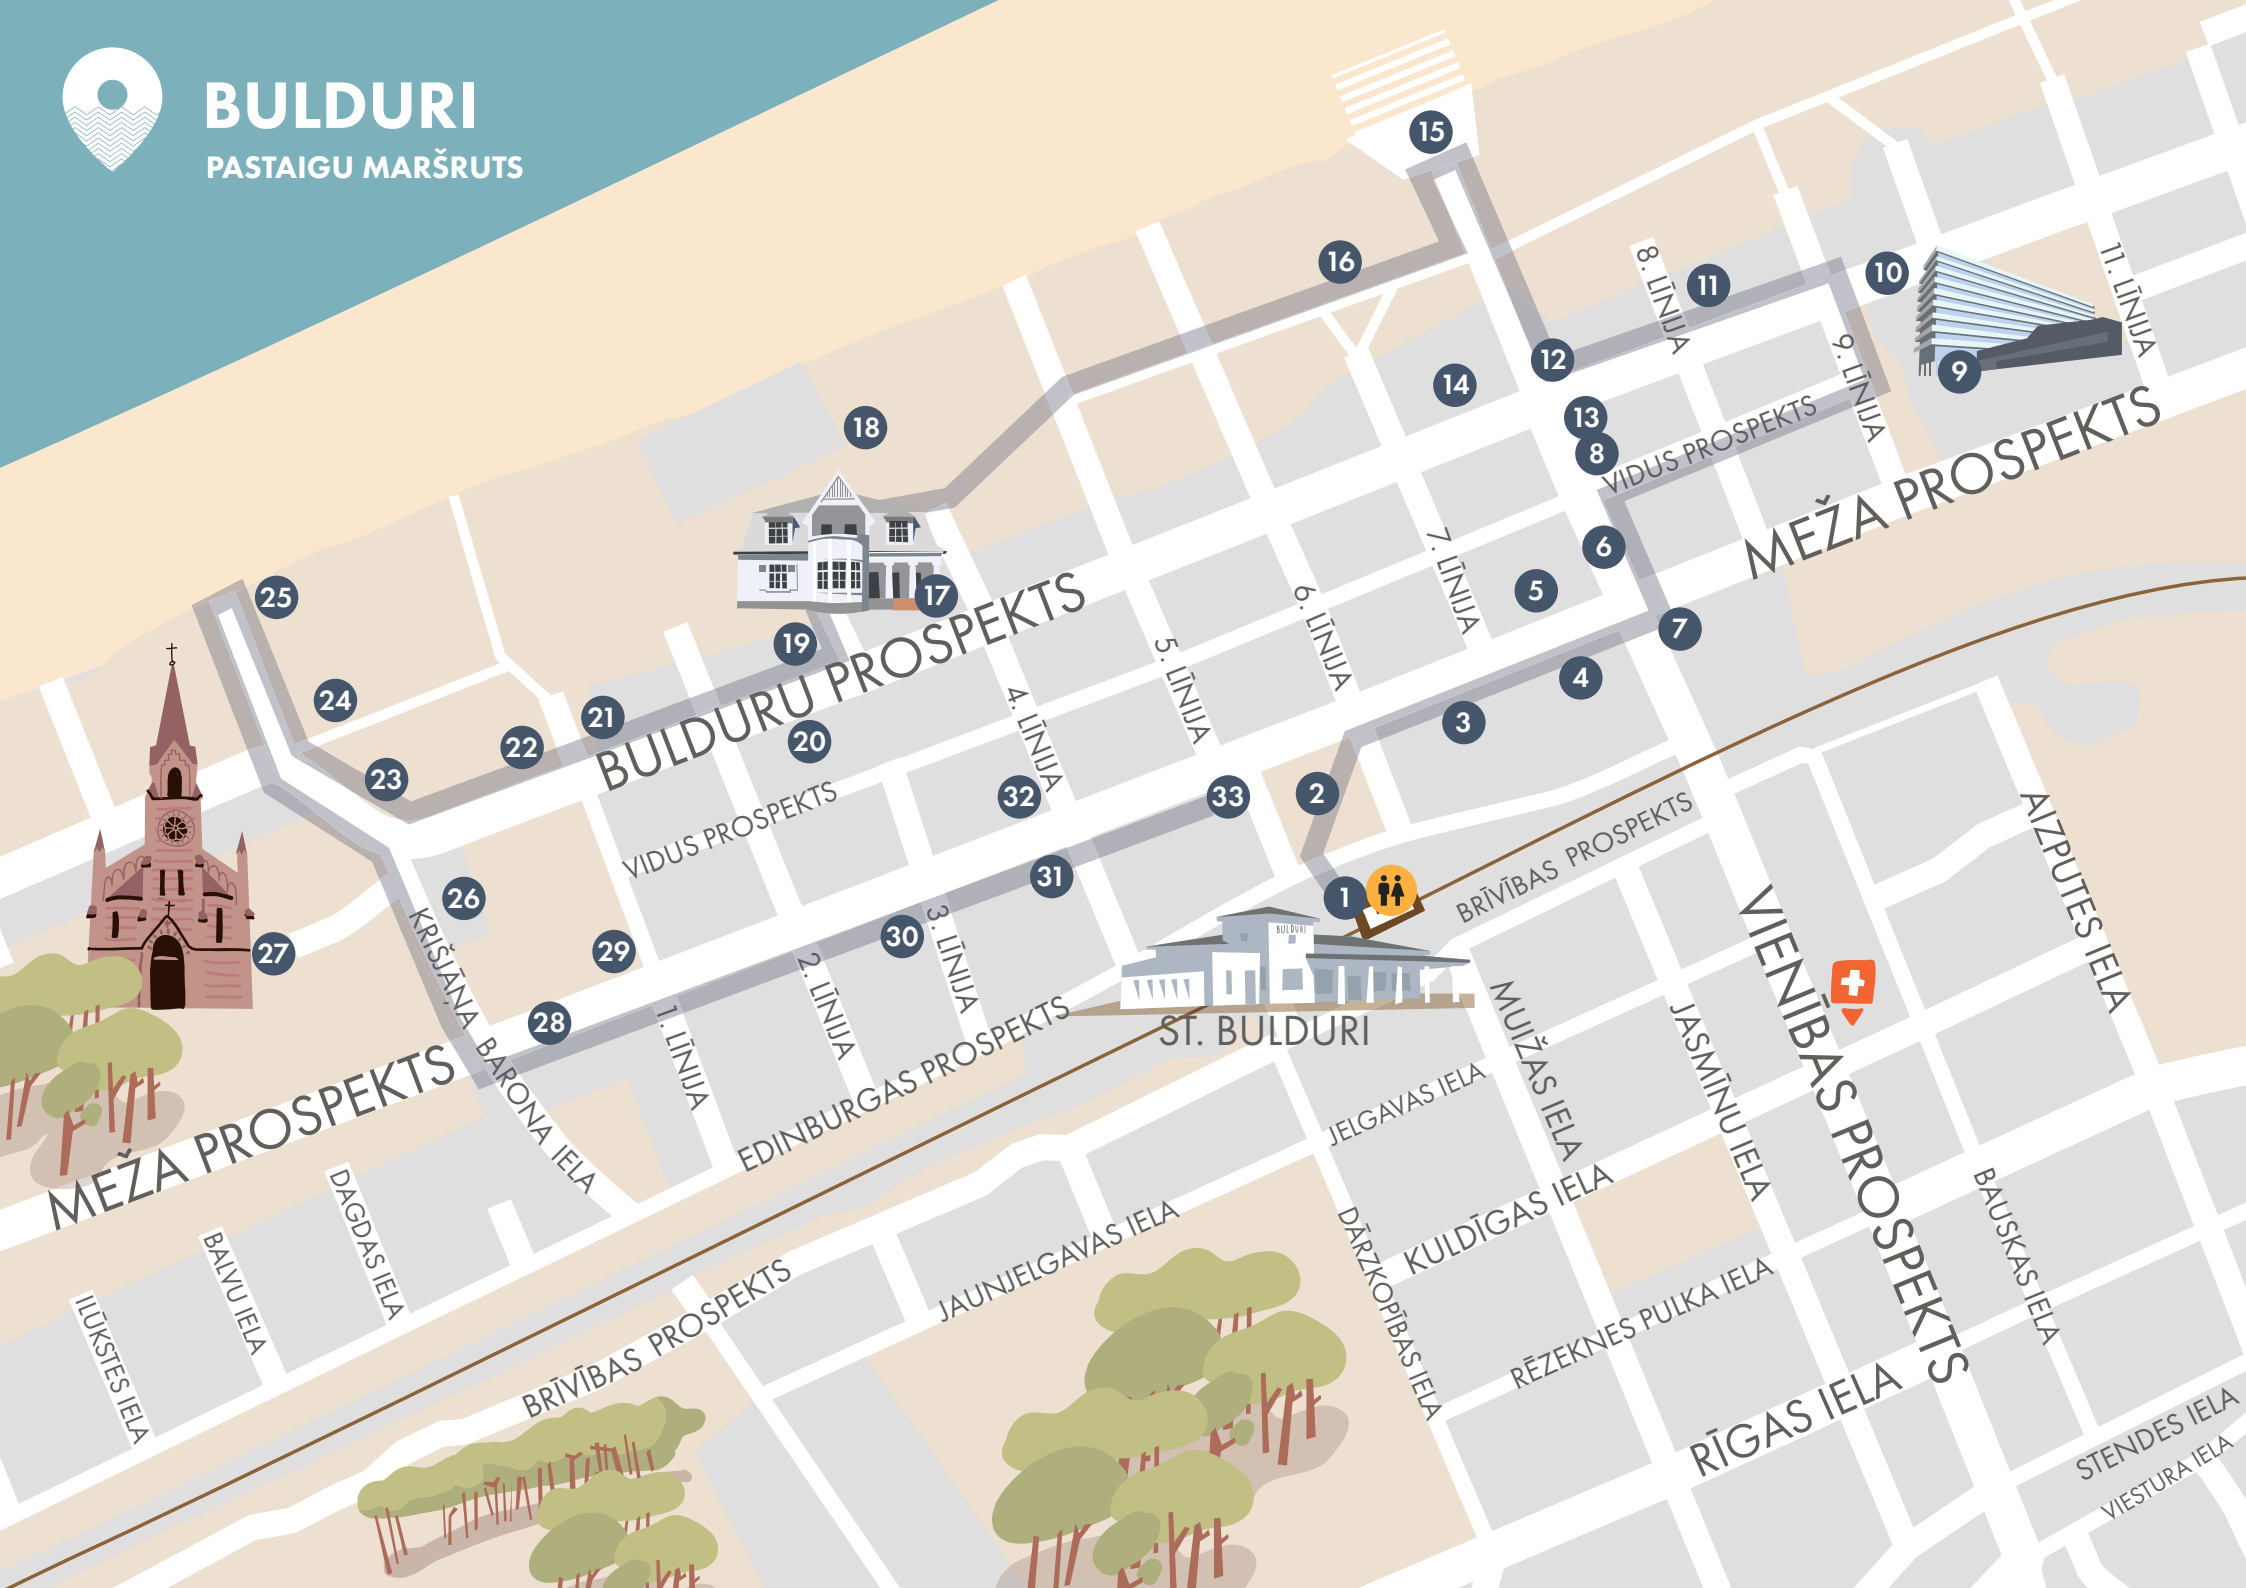 BULDURI
PASTAIGU MARŠRUTS
15
16
8. LĪNIJA
11
10
11. LĪNIJA
12
9. LĪNIJA
9
14
13
8
VIDUS PROSPEKTS
MEŽA PROSPEKTS
18
6
7. LĪNIJA
5
7
25
17
19
BULDURU PROSPEKTS
6. LĪNIJA
5. LĪNIJA
4
3
24
21
22
20
4. LĪNIJA
23
32
33
2
VIDUS PROSPEKTS
BRĪVĪBAS PROSPEKTS
AIZPUTES IELA
31
1
26
KRIŠJĀŅA BARONA IELA
27
29
30
3. LĪNIJA
2. LĪNIJA
BULDURI
ST. BULDURI
VIENĪBAS PROSPEKTS
28
1. LĪNIJA
EDINBURGAS PROSPEKTS
MUIŽAS IELA
JASMĪNU IELA
JELGAVAS IELA
MEŽA PROSPEKTS
DAGDAS IELA
BALVU IELA
ILŪKSTES IELA
KULDĪGAS IELA
BAUSKAS IELA
DĀRZKOPĪBAS IELA
JAUNJELGAVAS IELA
BRĪVĪBAS PROSPEKTS
RĒZEKNES PULKA IELA
RĪGAS IELA
STENDES IELA
VIESTURA IELA